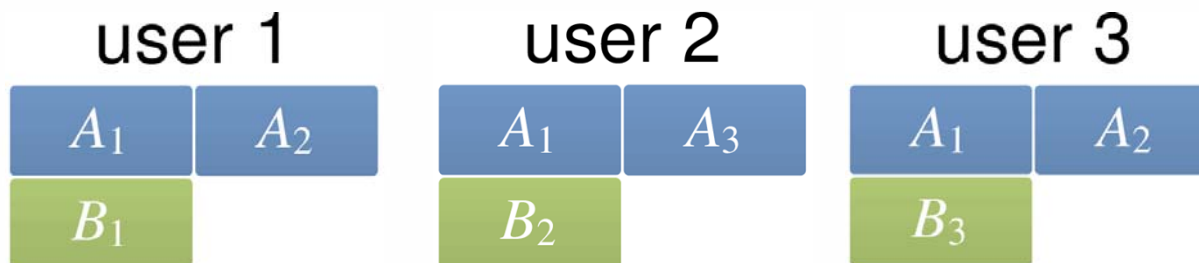 user 1 user 2 user 3
A₁ A₂ A₁ A₃ A₁ A₂
B₁ B₂ B₃